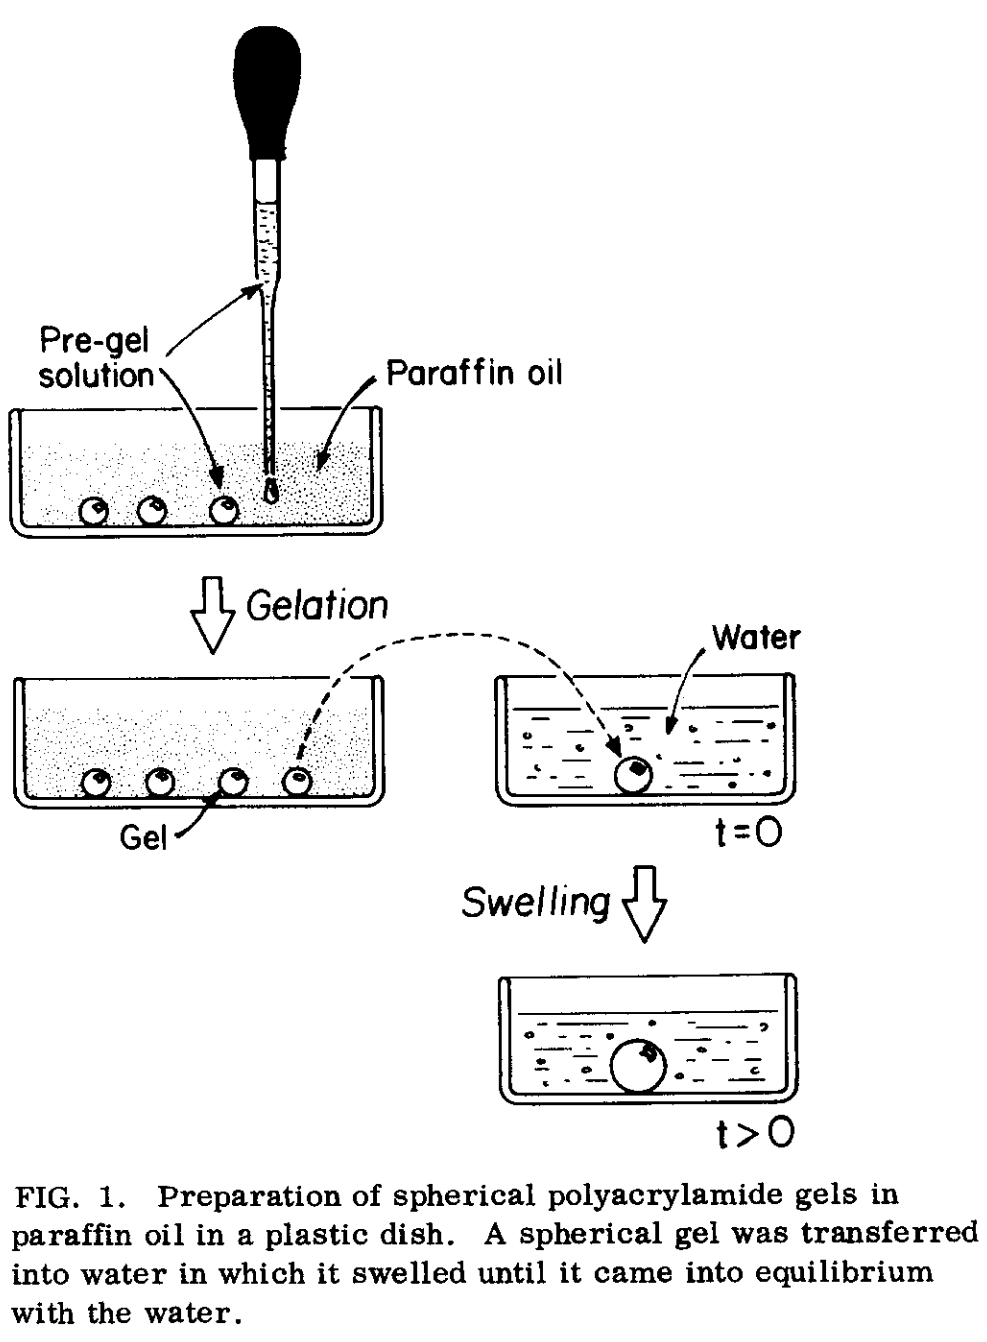 Pre-gel
solution
Paraffin oil
Gelation
Water
Gel
t=0
Swelling
t>0
FIG. 1. Preparation of spherical polyacrylamide gels in
paraffin oil in a plastic dish. A spherical gel was transferred
into water in which it swelled until it came into equilibrium
with the water.